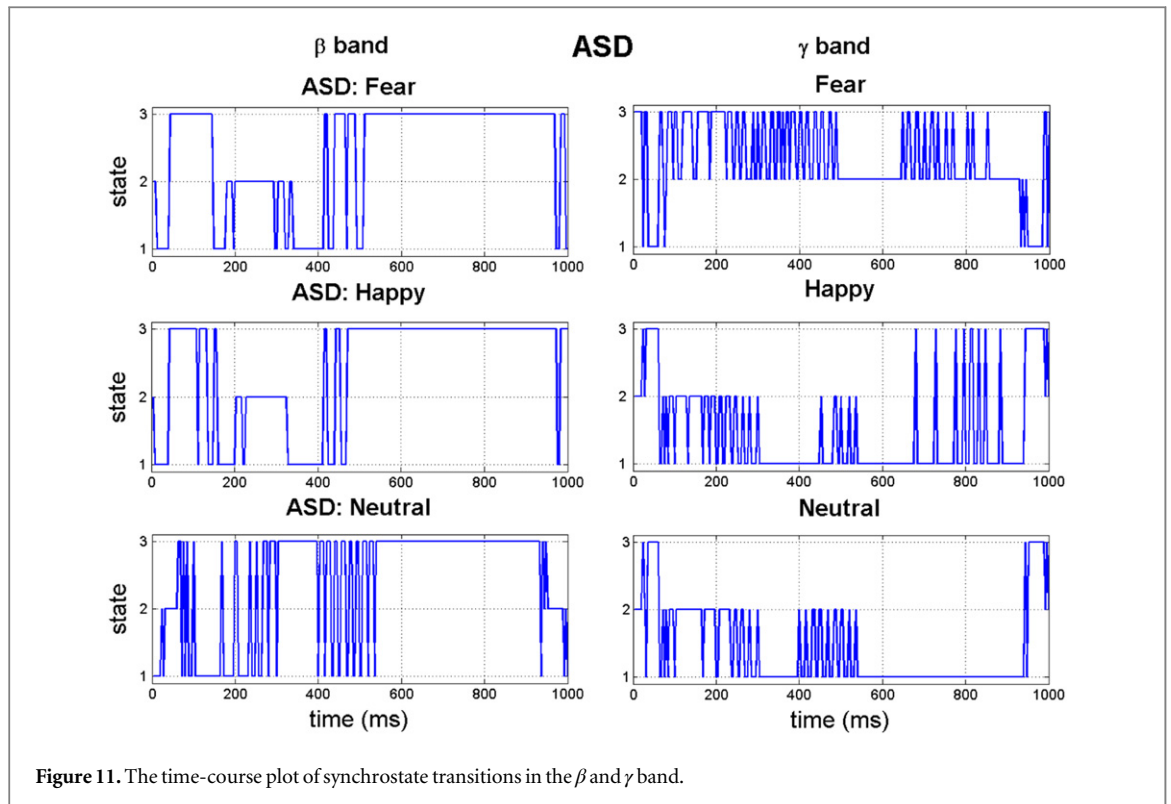 β band ASD γ band
ASD: Fear Fear
state
3
2
1
0 200 400 600 800 1000
3
2
1
0 200 400 600 800 1000
ASD: Happy Happy
state
3
2
1
0 200 400 600 800 1000
3
2
1
0 200 400 600 800 1000
ASD: Neutral Neutral
state
3
2
1
0 200 400 600 800 1000
3
2
1
0 200 400 600 800 1000
time (ms) time (ms)
Figure 11. The time-course plot of synchrostate transitions in the β and γ band.